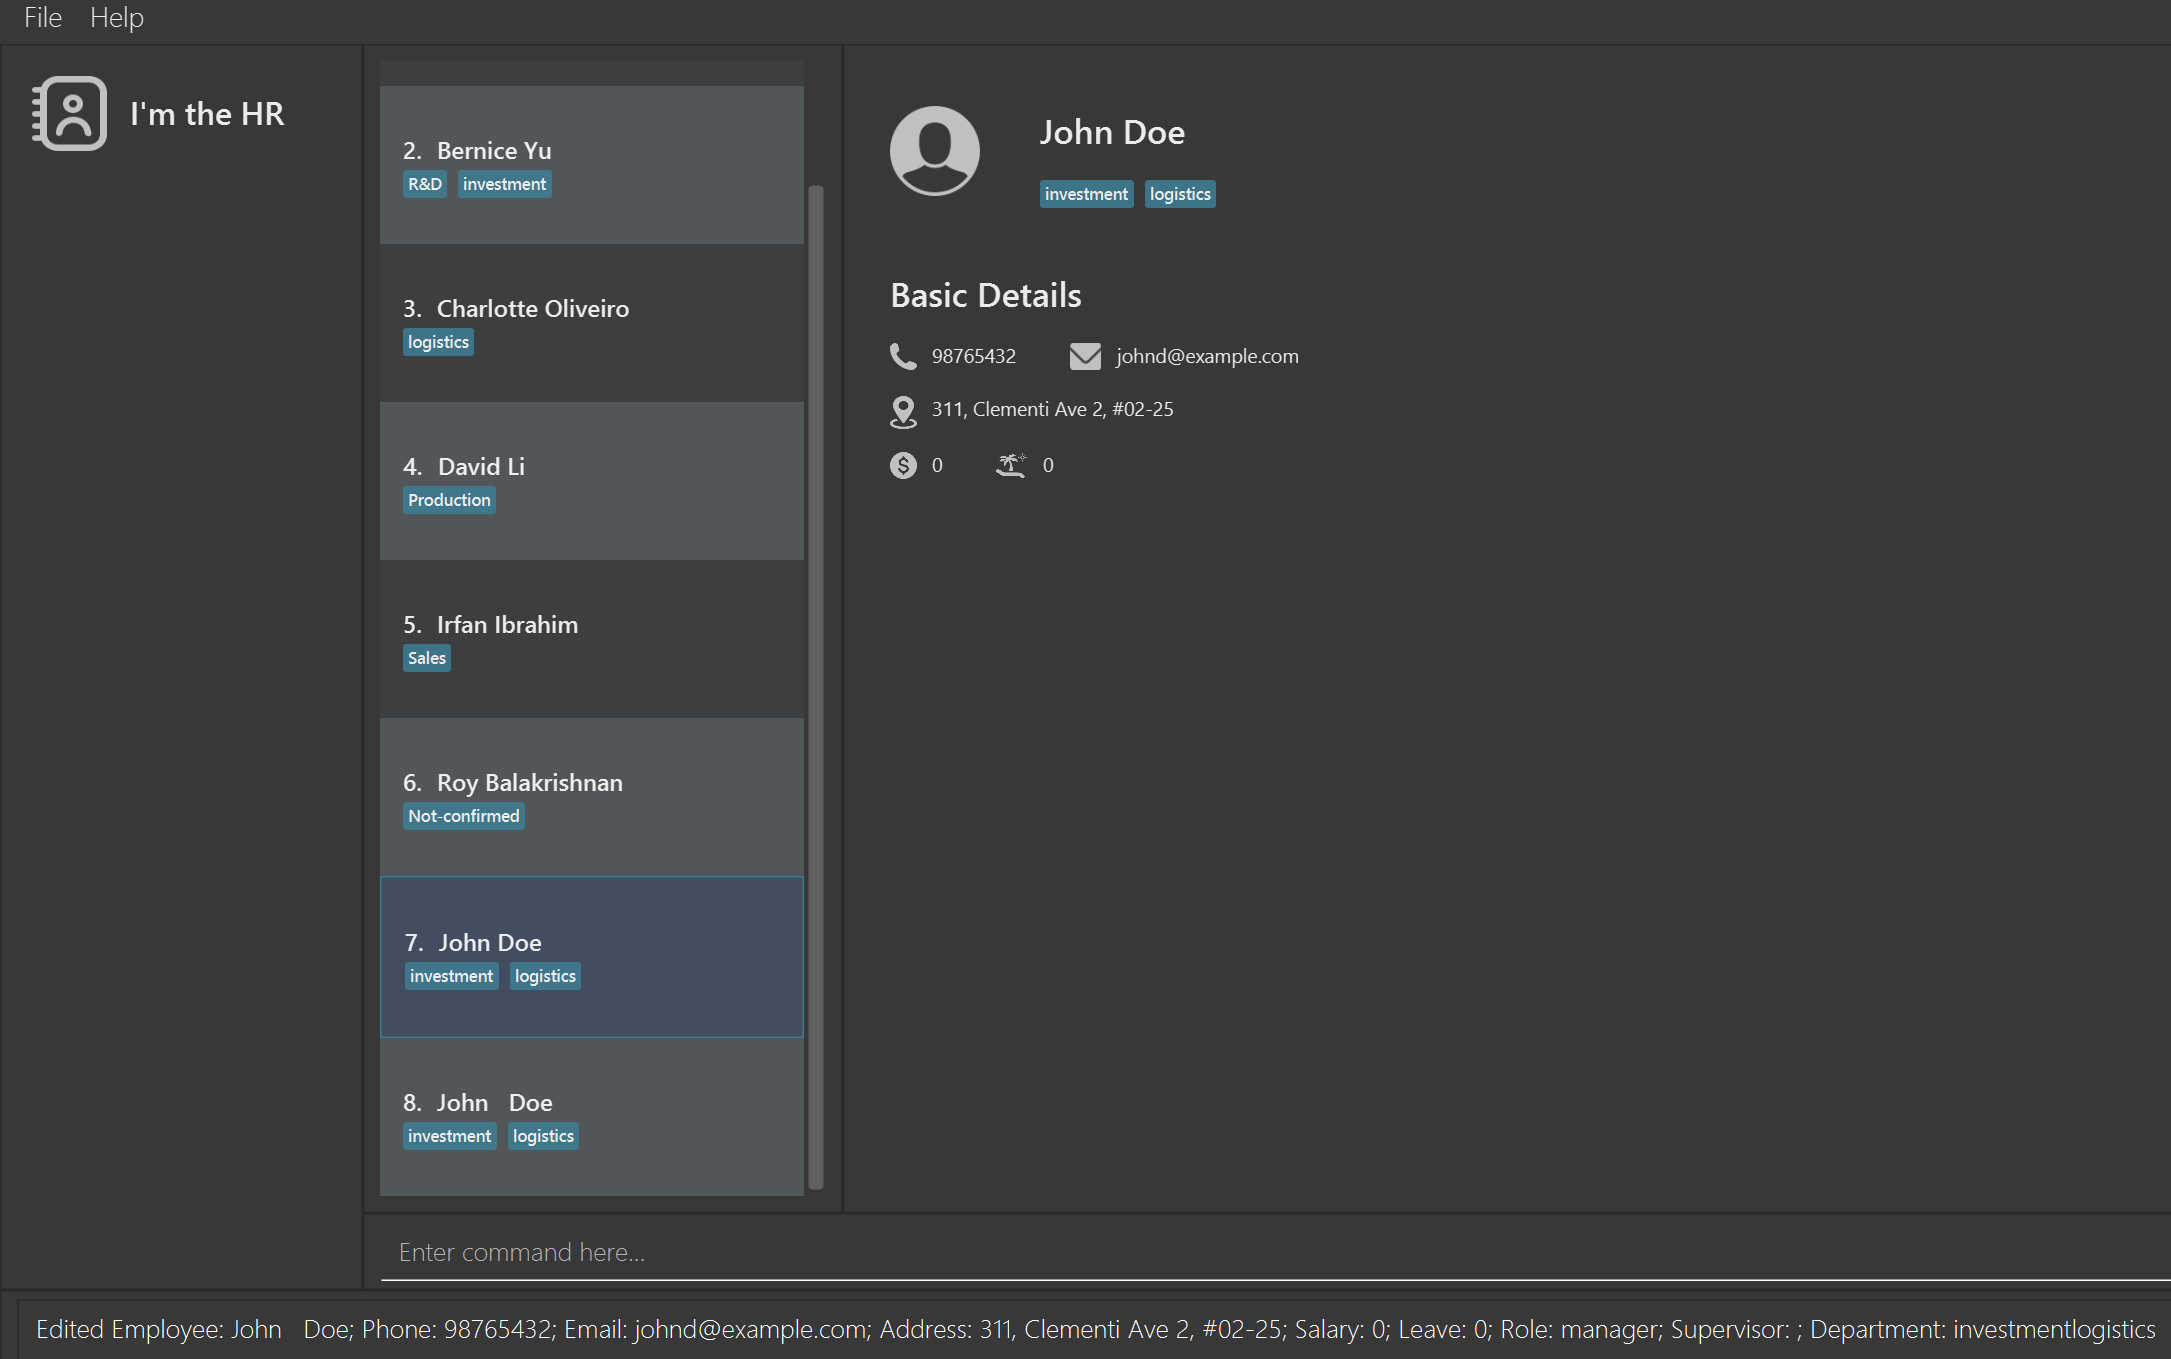 File Help
I'm the HR
2. Bernice Yu
R&D investment
3. Charlotte Oliveiro
logistics
4. David Li
Production
5. Irfan Ibrahim
Sales
6. Roy Balakrishnan
Not-confirmed
7. John Doe
investment logistics
8. John   Doe
investment logistics
John Doe
investment logistics
Basic Details
98765432 johnd@example.com
311, Clementi Ave 2, #02-25
0 0
Enter command here...
Edited Employee: John   Doe; Phone: 98765432; Email: johnd@example.com; Address: 311, Clementi Ave 2, #02-25; Salary: 0; Leave: 0; Role: manager; Supervisor: ; Department: investmentlogistics